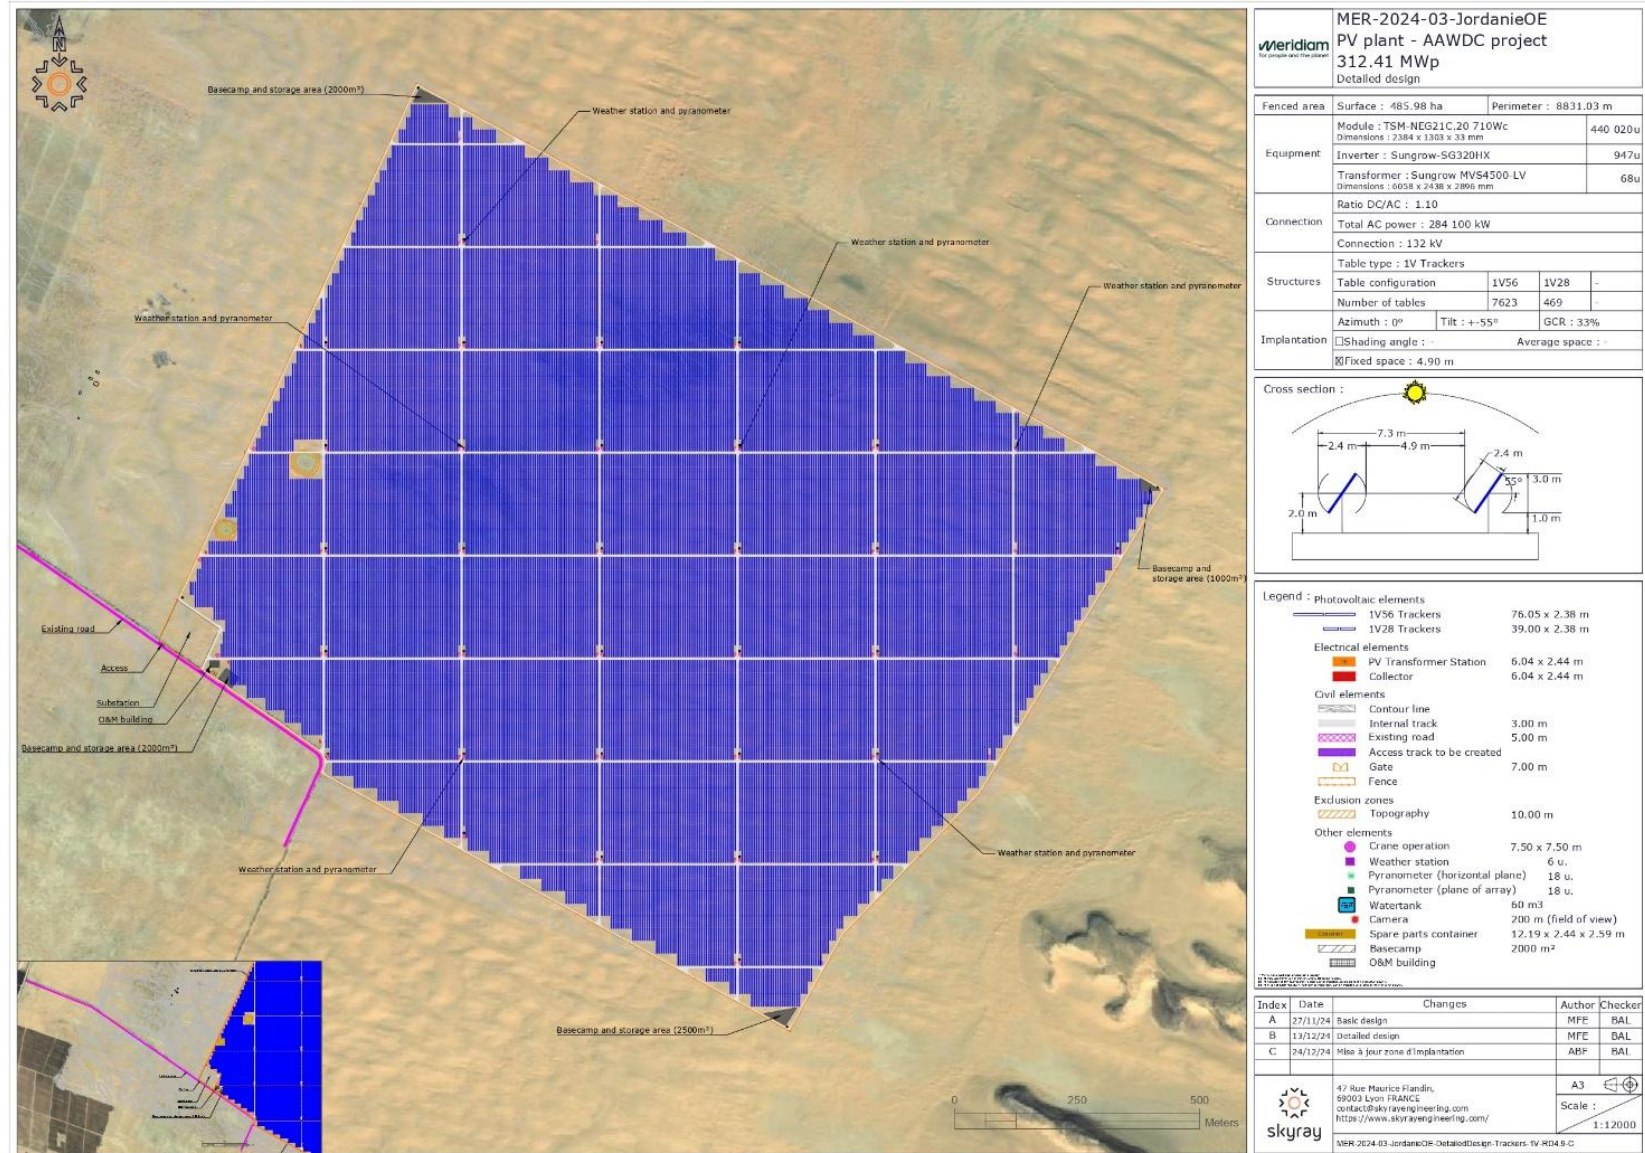 N
Basecamp and storage area (2000m²)
Weather station and pyranometer
Weather station and pyranometer
Weather station and pyranometer
Weather station and pyranometer
Existing road
Access
Substation
O&M building
Basecamp and storage area (2000m²)
Weather station and pyranometer
Weather station and pyranometer
Basecamp and
storage area (1000m²)
Basecamp and storage area (2500m²)
0 250 500
Meters
meridiam
for people and the planet
MER-2024-03-JordanieOE
PV plant - AAWDC project
312.41 MWp
Detailed design
Fenced area Surface : 485.98 ha Perimeter : 8831.03 m
Equipment
Module : TSM-NEG21C.20 710Wc 440 020u
Dimensions : 2384 x 1303 x 33 mm
Inverter : Sungrow-SG320HX 947u
Transformer : Sungrow MVS4500-LV 68u
Dimensions : 6058 x 2438 x 2896 mm
Connection
Ratio DC/AC : 1.10
Total AC power : 284 100 kW
Connection : 132 kV
Structures
Table type : 1V Trackers
Table configuration 1V56 1V28 -
Number of tables 7623 469 -
Implantation
Azimuth : 0° Tilt : +-55° GCR : 33%
Shading angle : - Average space : -
Fixed space : 4.90 m
Cross section :
7.3 m
2.4 m 4.9 m
2.4 m
55° 3.0 m
2.0 m
1.0 m
Legend : Photovoltaic elements
1V56 Trackers 76.05 x 2.38 m
1V28 Trackers 39.00 x 2.38 m
Electrical elements
PV Transformer Station 6.04 x 2.44 m
Collector 6.04 x 2.44 m
Civil elements
Contour line
Internal track 3.00 m
Existing road 5.00 m
Access track to be created
Gate 7.00 m
Fence
Exclusion zones
Topography 10.00 m
Other elements
Crane operation 7.50 x 7.50 m
Weather station 6 u.
Pyranometer (horizontal plane) 18 u.
Pyranometer (plane of array) 18 u.
Watertank 60 m3
Camera 200 m (field of view)
Spare parts container 12.19 x 2.44 x 2.59 m
Basecamp 2000 m²
O&M building
Index Date Changes Author Checker
A 27/11/24 Basic design MFE BAL
B 13/12/24 Detailed design MFE BAL
C 24/12/24 Mise à jour zone d'implantation ABF BAL
skyray
47 Rue Maurice Flandin,
69003 Lyon FRANCE
contact@skyrayengineering.com
https://www.skyrayengineering.com/
A3
Scale :
1:12000
MER-2024-03-JordanieOE-DetailedDesign-Trackers-1V-RD4.9-C